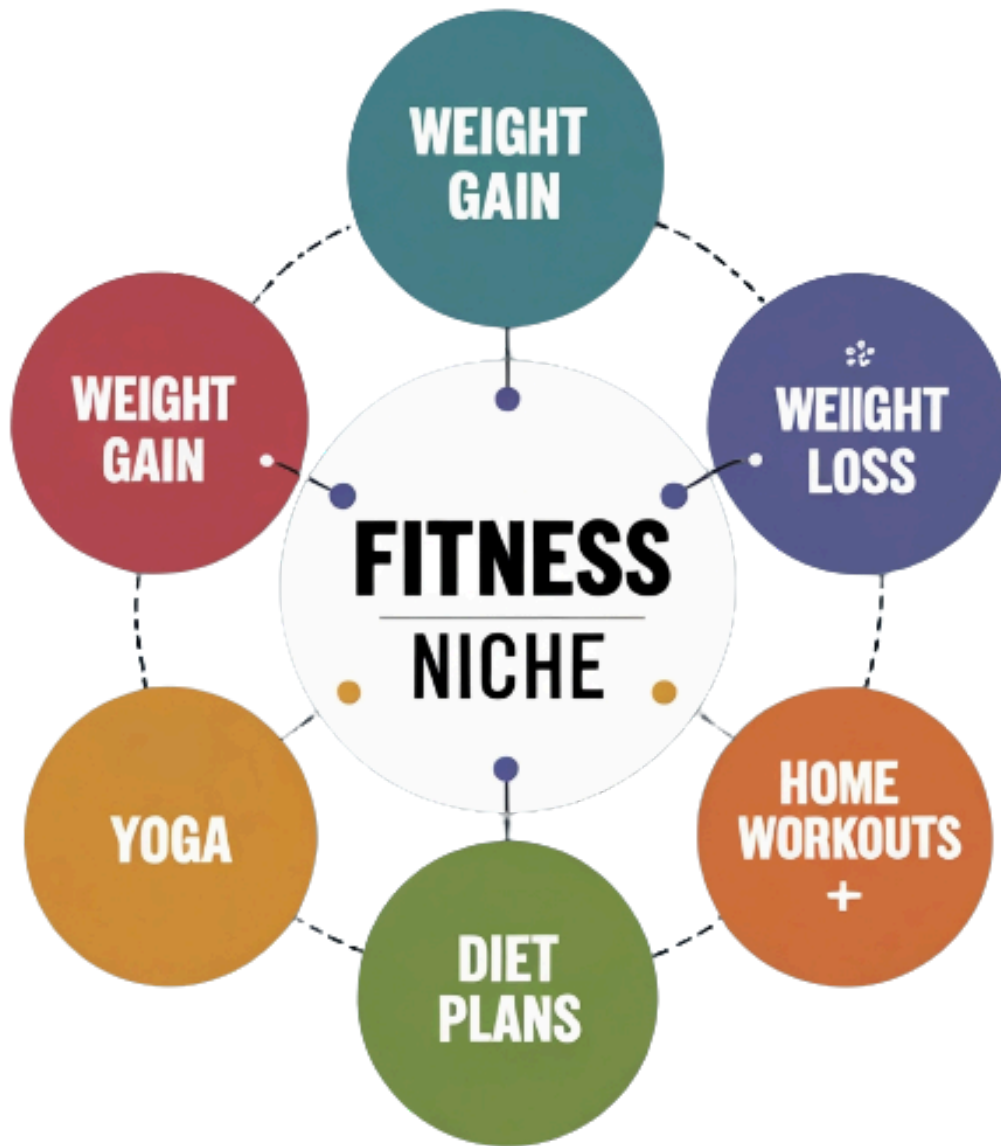 WEIGHT
GAIN
WEIGHT
GAIN
WEIIGHT
LOSS
FITNESS
NICHE
YOGA
HOME
WORKOUTS
+
DIET
PLANS